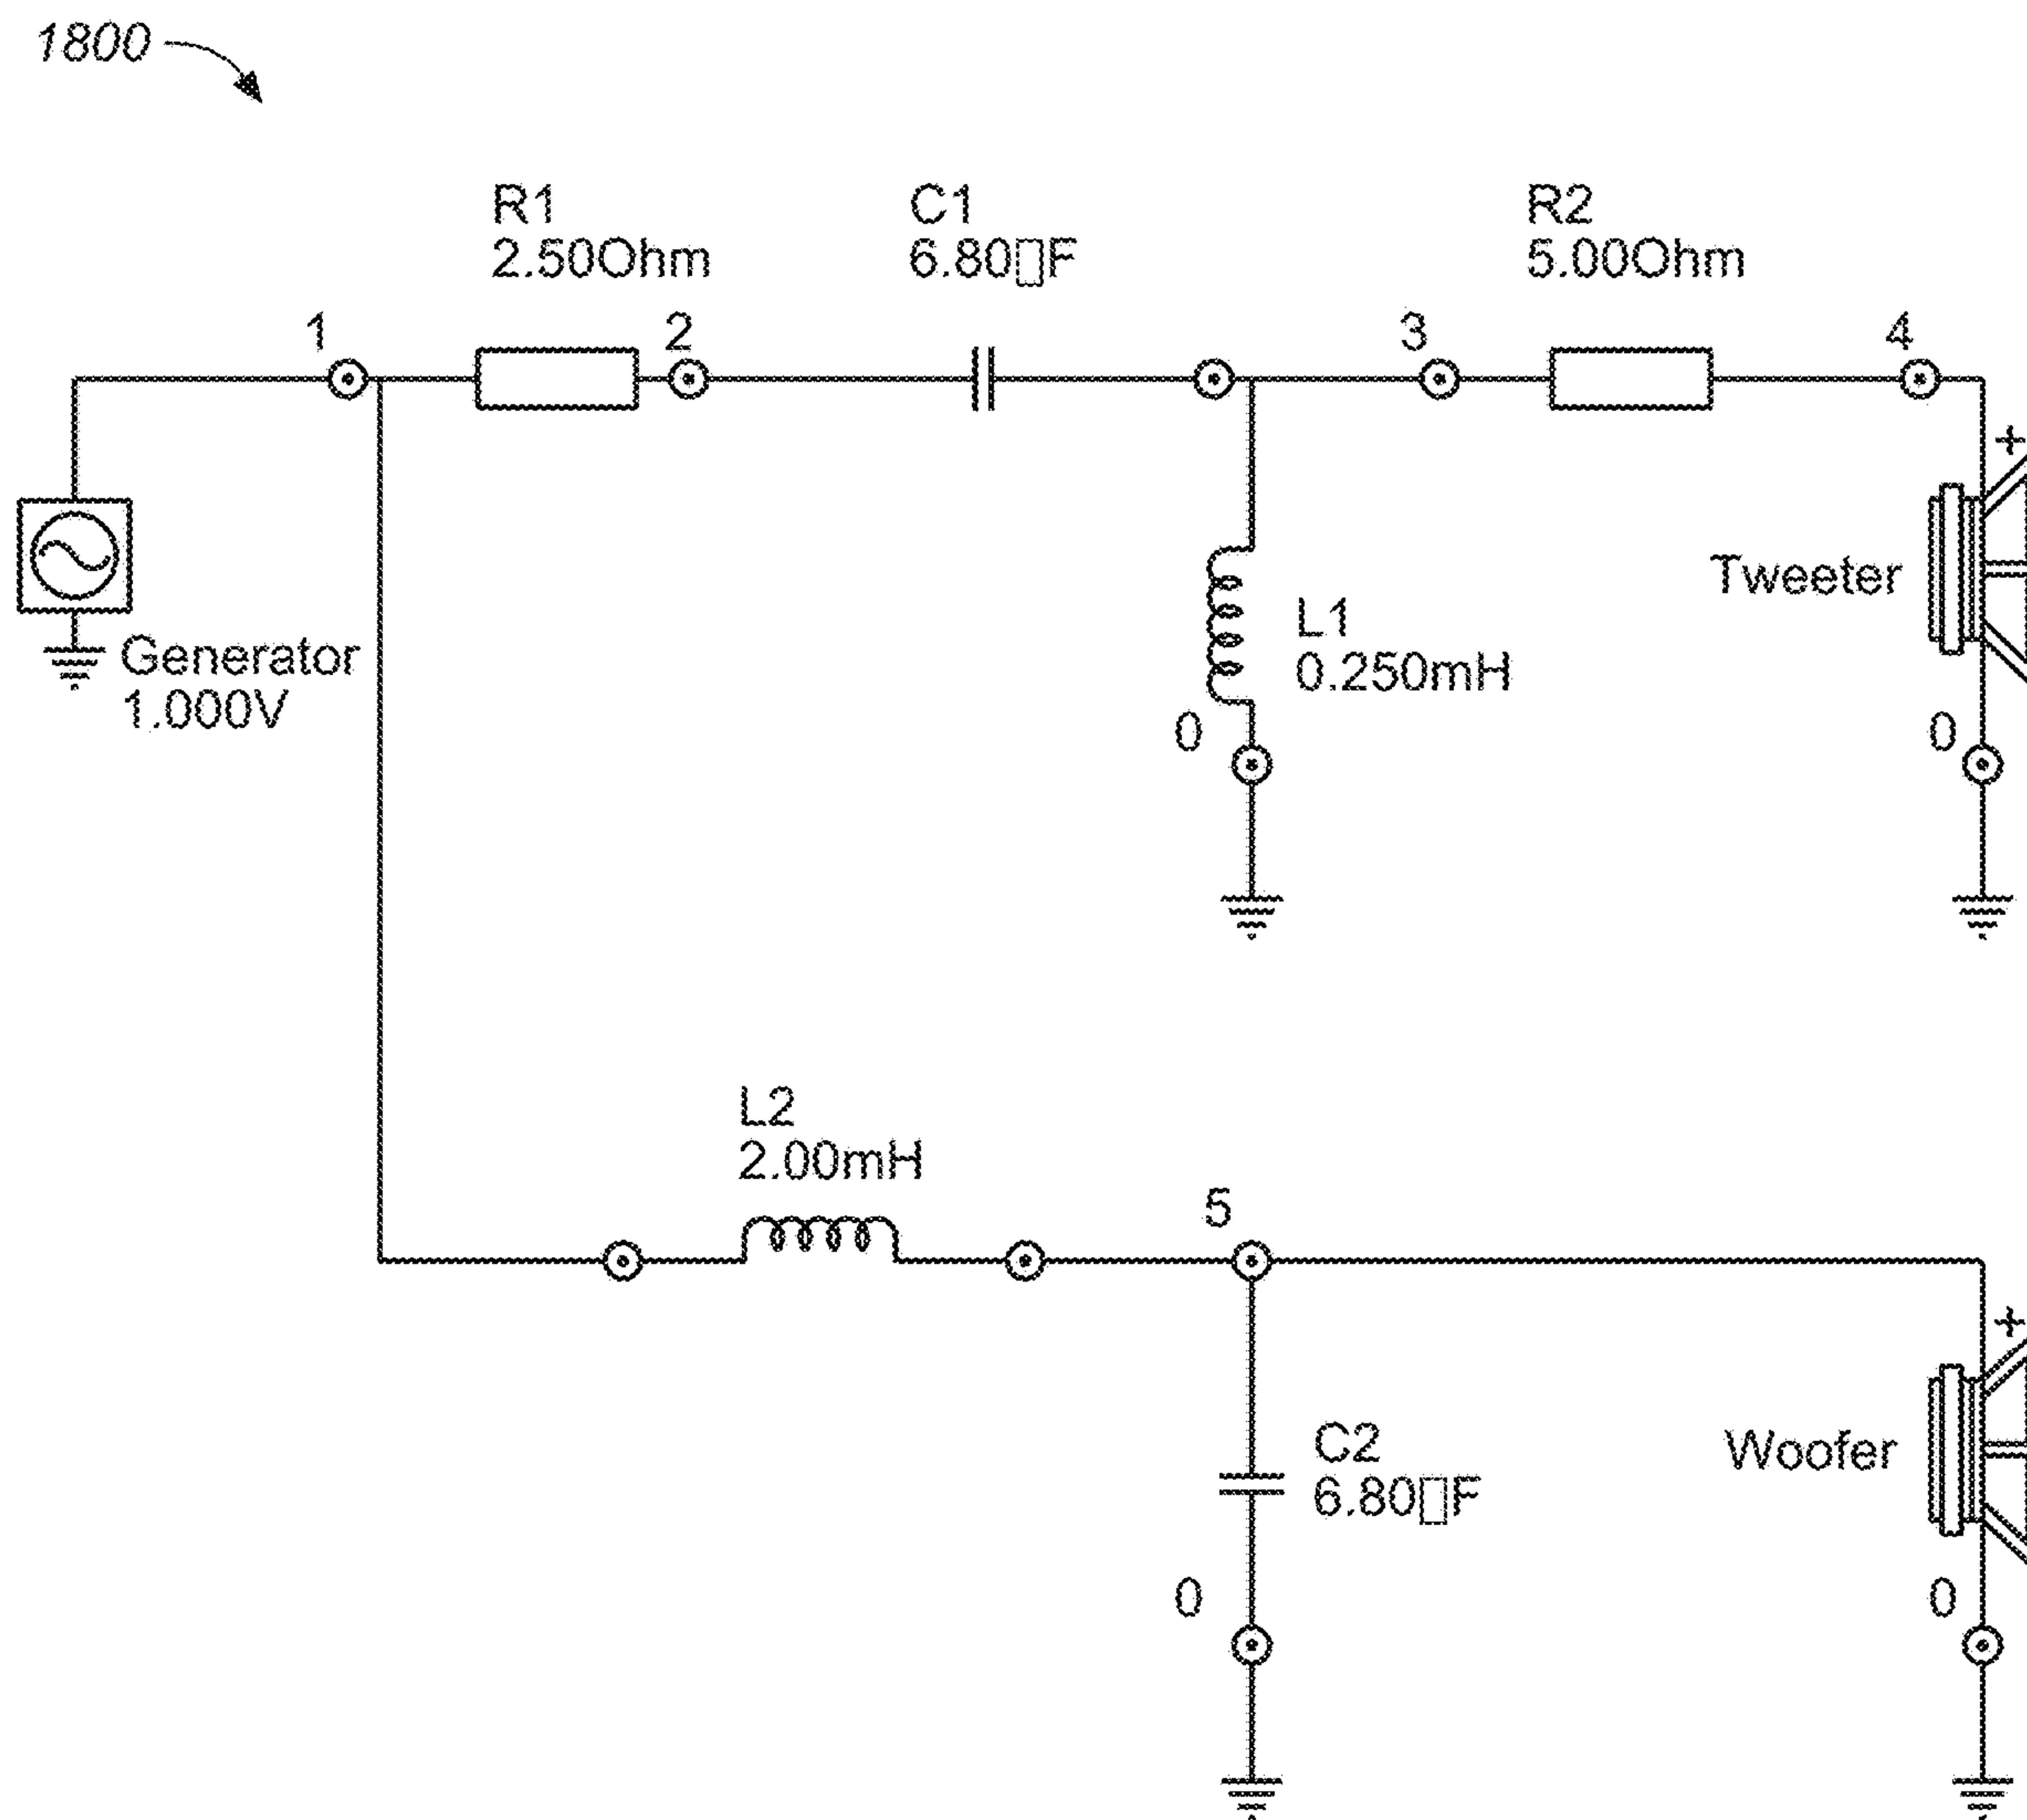 1800
R1
2.50Ohm
C1
6.80▯F
R2
5.00Ohm
1
2
3
4
+
Generator
1.000V
L1
0.250mH
0
Tweeter
0
L2
2.00mH
5
+
C2
6.80▯F
0
Woofer
0